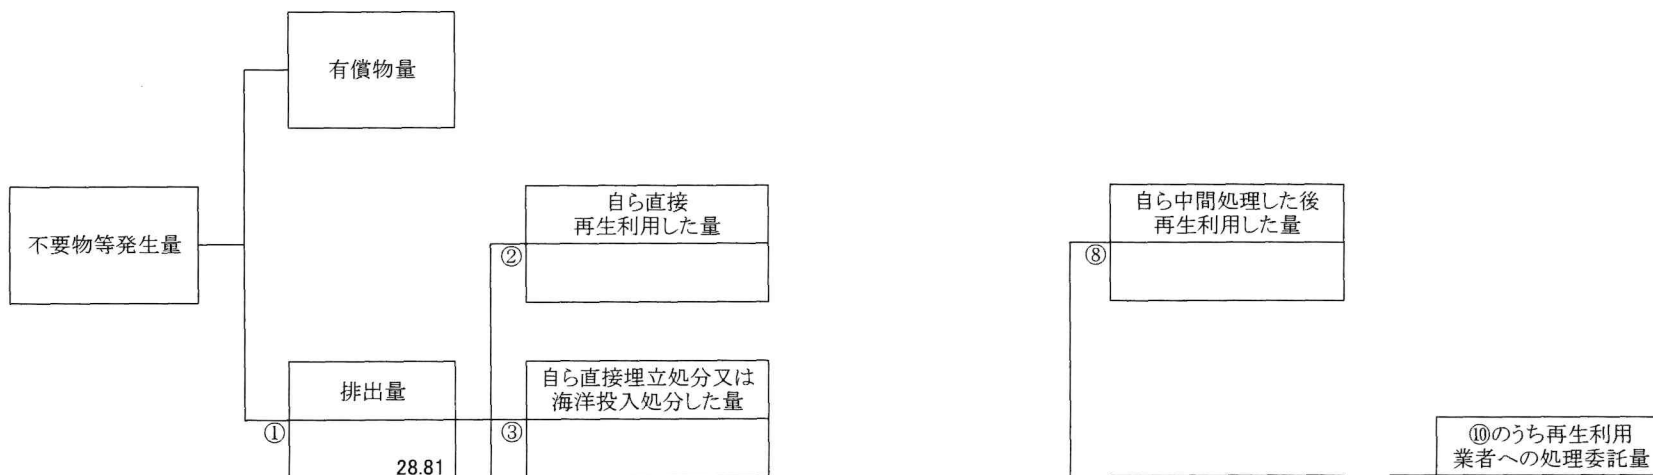 有償物量
不要物等発生量
自ら直接
再生利用した量
②
自ら中間処理した後
再生利用した量
⑧
排出量
①
28.81
自ら直接埋立処分又は
海洋投入処分した量
③
⑩のうち再生利用
業者への処理委託量